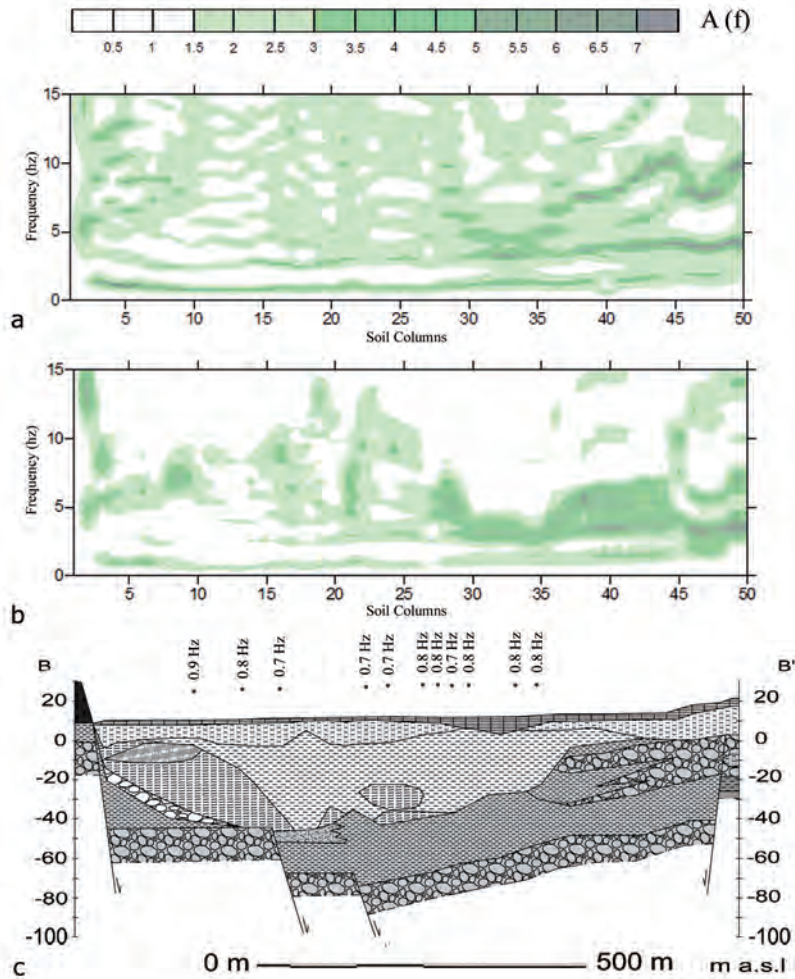 0.5 1 1.5 2 2.5 3 3.5 4 4.5 5 5.5 6 6.5 7 A (f)
15
10
5
0
Frequency (hz)
5 10 15 20 25 30 35 40 45 50
Soil Columns
a
15
10
5
0
Frequency (hz)
5 10 15 20 25 30 35 40 45 50
Soil Columns
b
0.9 Hz
0.8 Hz
0.7 Hz
0.7 Hz
0.7 Hz
0.8 Hz
0.8 Hz
0.7 Hz
0.8 Hz
0.8 Hz
0.8 Hz
B B'
20 20
0 0
-20 -20
-40 -40
-60 -60
-80 -80
-100 -100
c 0 m 500 m m a.s.l